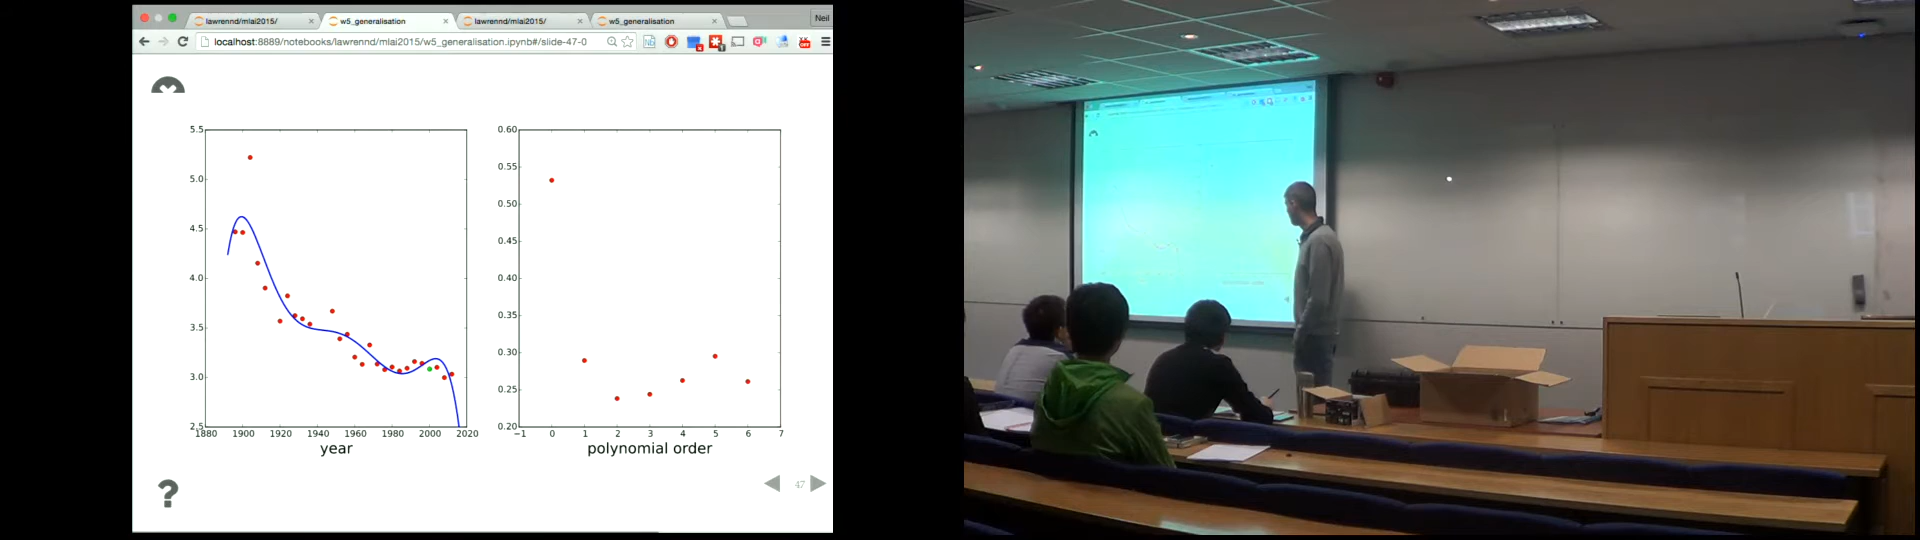 lawrennd/mlai2015/
w5_generalisation
lawrennd/mlai2015/
w5_generalisation
Neil
localhost:8889/notebooks/lawrennd/mlai2015/w5_generalisation.ipynb#/slide-47-0
5.5
5.0
4.5
4.0
3.5
3.0
2.5
1880 1900 1920 1940 1960 1980 2000 2020
year
0.60
0.55
0.50
0.45
0.40
0.35
0.30
0.25
0.20
−1 0 1 2 3 4 5 6 7
polynomial order
?
47